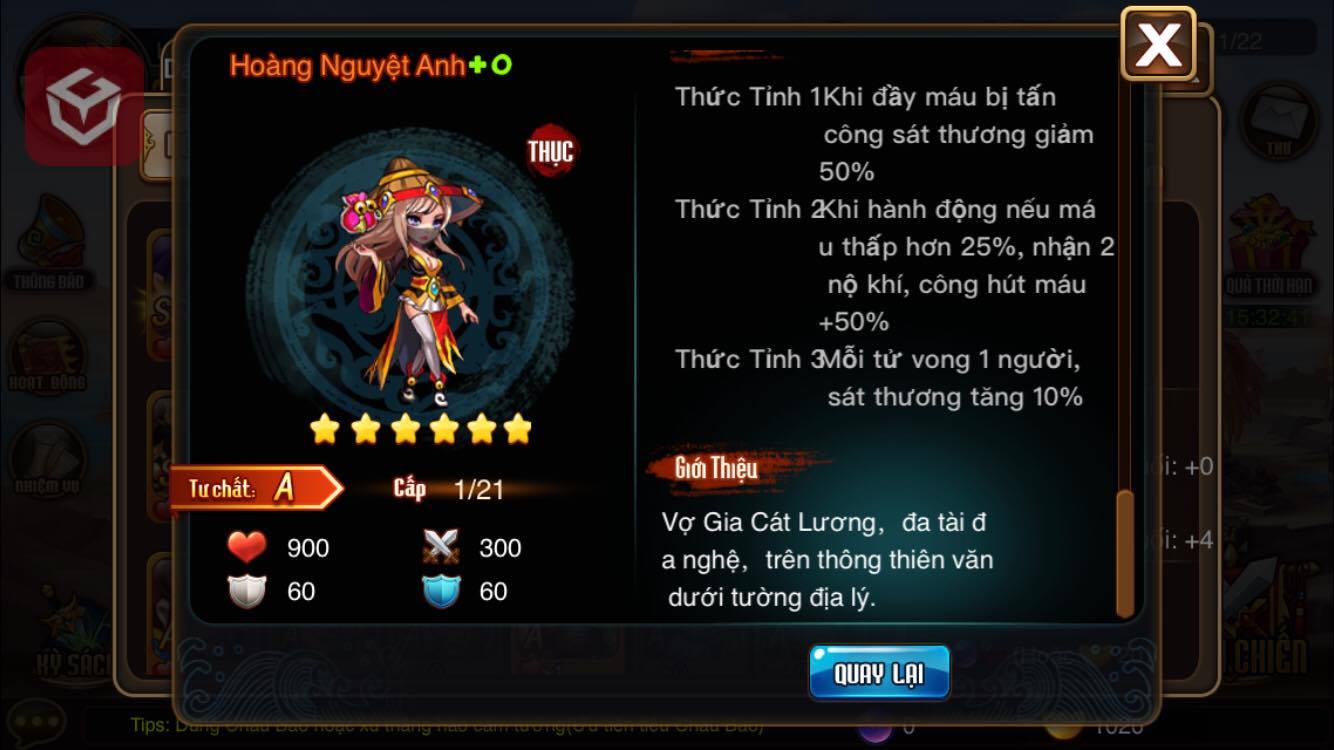 Hoàng Nguyệt Anh+0
THỤC
Tư chất: A
Cấp 1/21
900
300
60
60
Thức Tỉnh 1Khi đầy máu bị tấn
công sát thương giảm
50%
Thức Tỉnh 2Khi hành động nếu má
u thấp hơn 25%, nhận 2
nộ khí, công hút máu
+50%
Thức Tỉnh 3Mỗi tử vong 1 người,
sát thương tăng 10%
Giới Thiệu
Vợ Gia Cát Lương, đa tài đ
a nghệ, trên thông thiên văn
dưới tường địa lý.
QUAY LẠI
X
1/22
THƯ
THÔNG BÁO
QUÀ THỜI HẠN
15:32:41
HOẠT ĐỘNG
NHIỆM VỤ
ối: +0
ối: +4
KỲ SÁCH
CHIẾN
Tips:
0
1020